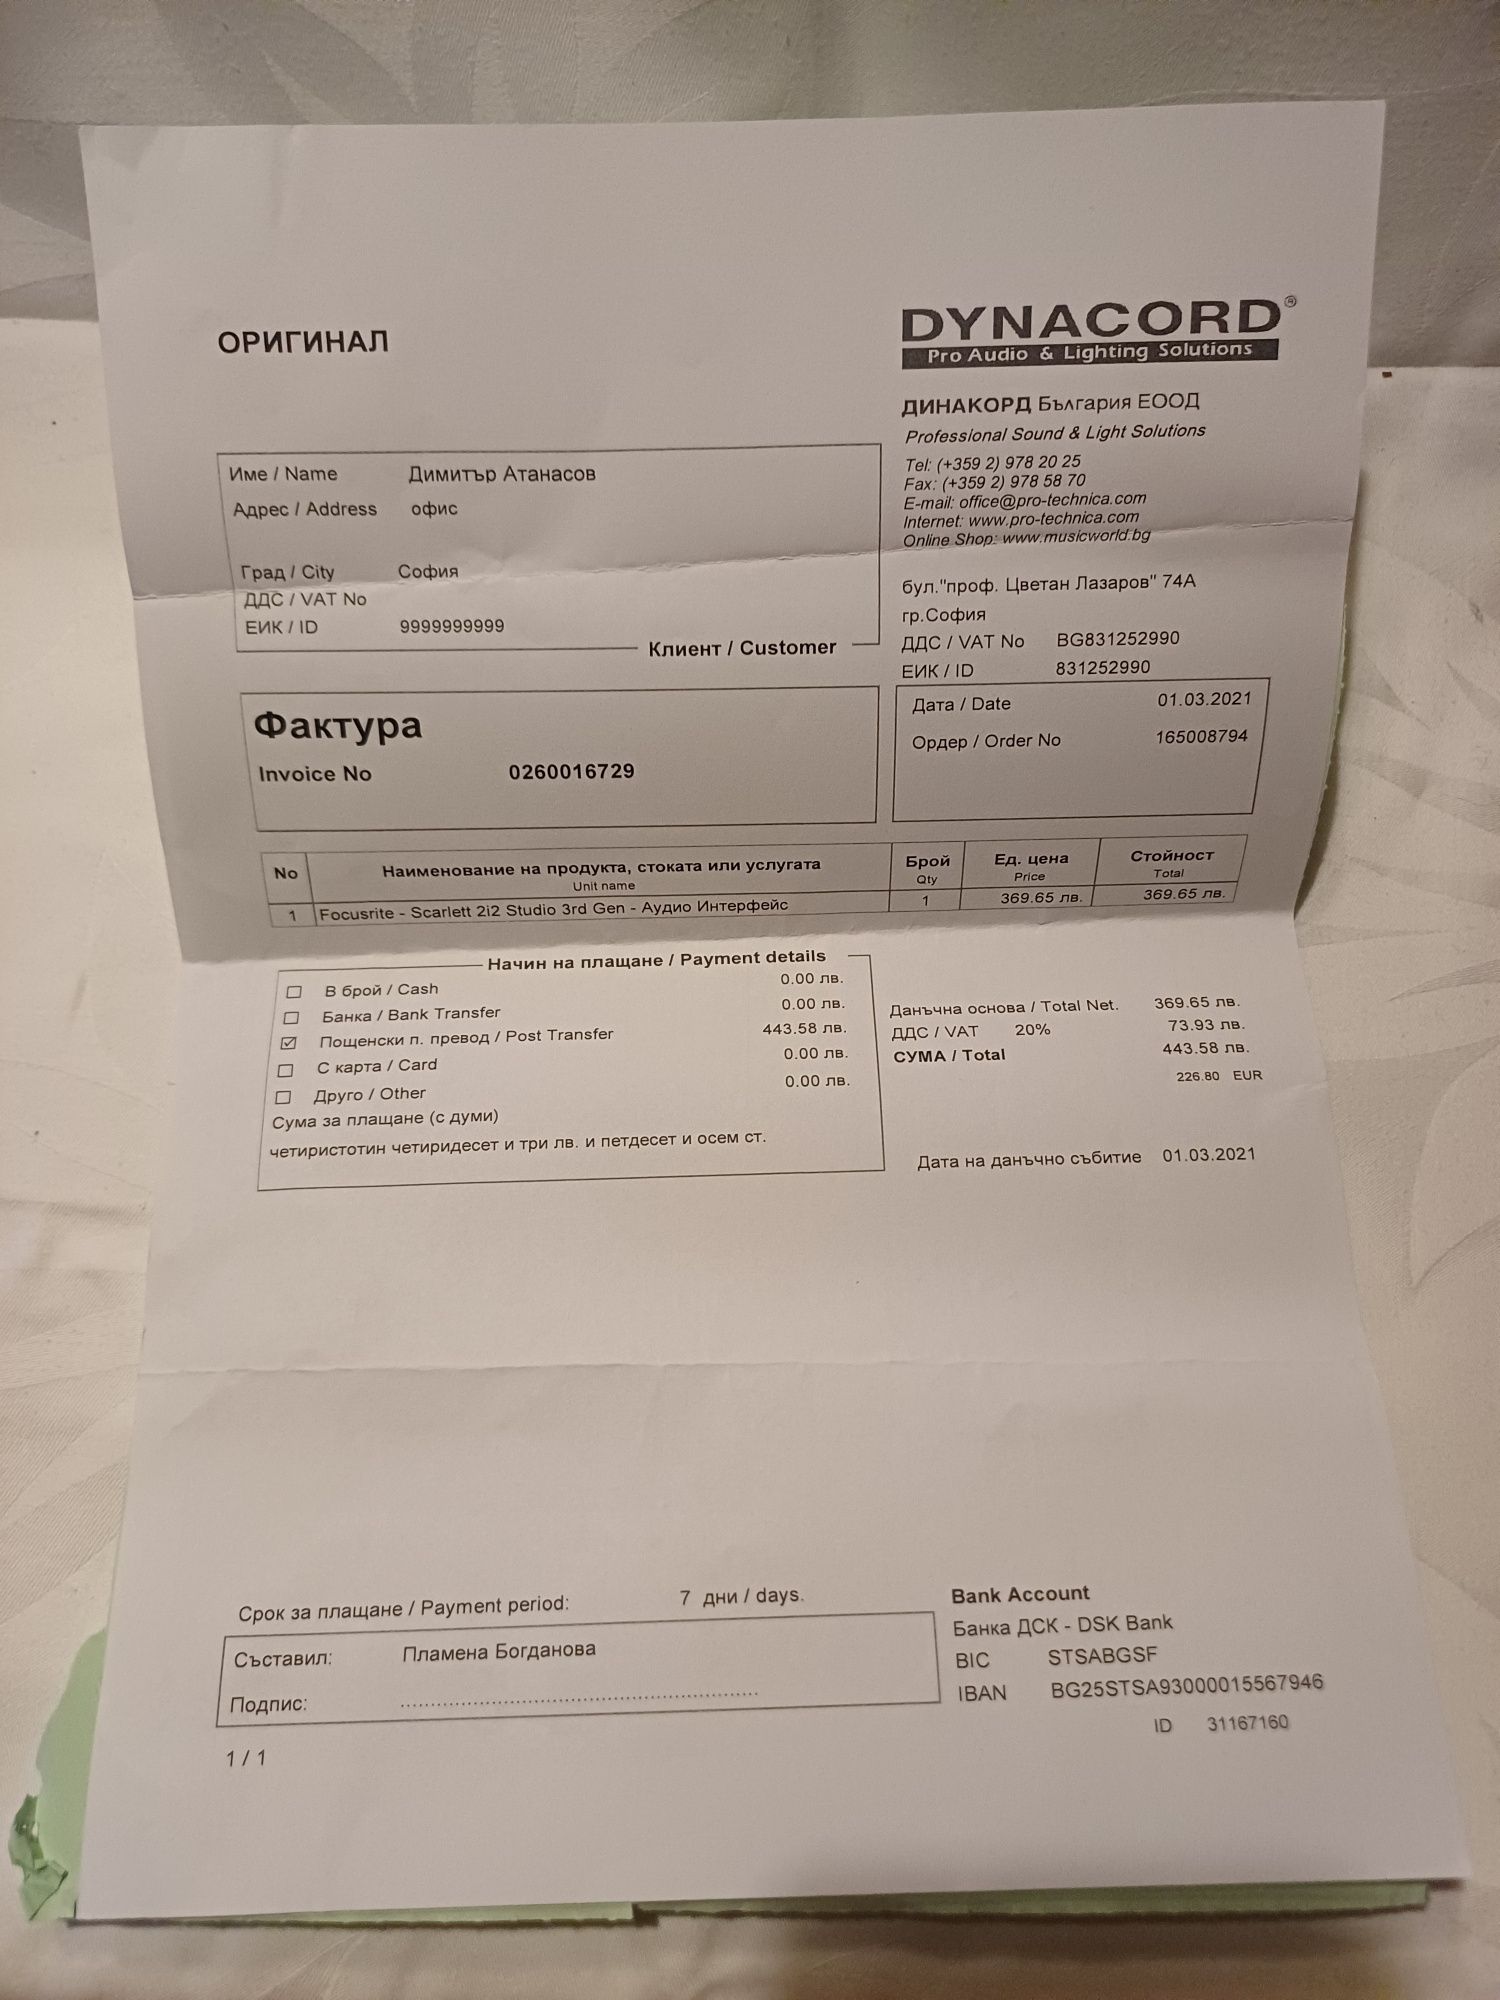 ОРИГИНАЛ
DYNACORD®
Pro Audio & Lighting Solutions
ДИНАКОРД България ЕООД
Professional Sound & Light Solutions
Tel: (+359 2) 978 20 25
Fax: (+359 2) 978 58 70
E-mail: office@pro-technica.com
Internet: www.pro-technica.com
Online Shop: www.musicworld.bg
бул."проф. Цветан Лазаров" 74А
гр.София
ДДС / VAT No BG831252990
ЕИК / ID 831252990
Име / Name Димитър Атанасов
Адрес / Address офис
Град / City София
ДДС / VAT No
ЕИК / ID 9999999999
Клиент / Customer
Фактура
Invoice No 0260016729
Дата / Date 01.03.2021
Ордер / Order No 165008794
No Наименование на продукта, стоката или услугата Брой Ед. цена Стойност
Unit name Qty Price Total
1 Focusrite - Scarlett 2i2 Studio 3rd Gen - Аудио Интерфейс 1 369.65 лв. 369.65 лв.
Начин на плащане / Payment details
В брой / Cash 0.00 лв.
Банка / Bank Transfer 0.00 лв.
Пощенски п. превод / Post Transfer 443.58 лв.
С карта / Card 0.00 лв.
Друго / Other 0.00 лв.
Сума за плащане (с думи)
четиристотин четиридесет и три лв. и петдесет и осем ст.
Данъчна основа / Total Net. 369.65 лв.
ДДС / VAT 20% 73.93 лв.
СУМА / Total 443.58 лв.
226.80 EUR
Дата на данъчно събитие 01.03.2021
Срок за плащане / Payment period: 7 дни / days.
Съставил: Пламена Богданова
Подпис: ..............................................................
1 / 1
Bank Account
Банка ДСК - DSK Bank
BIC STSABGSF
IBAN BG25STSA93000015567946
ID 31167160